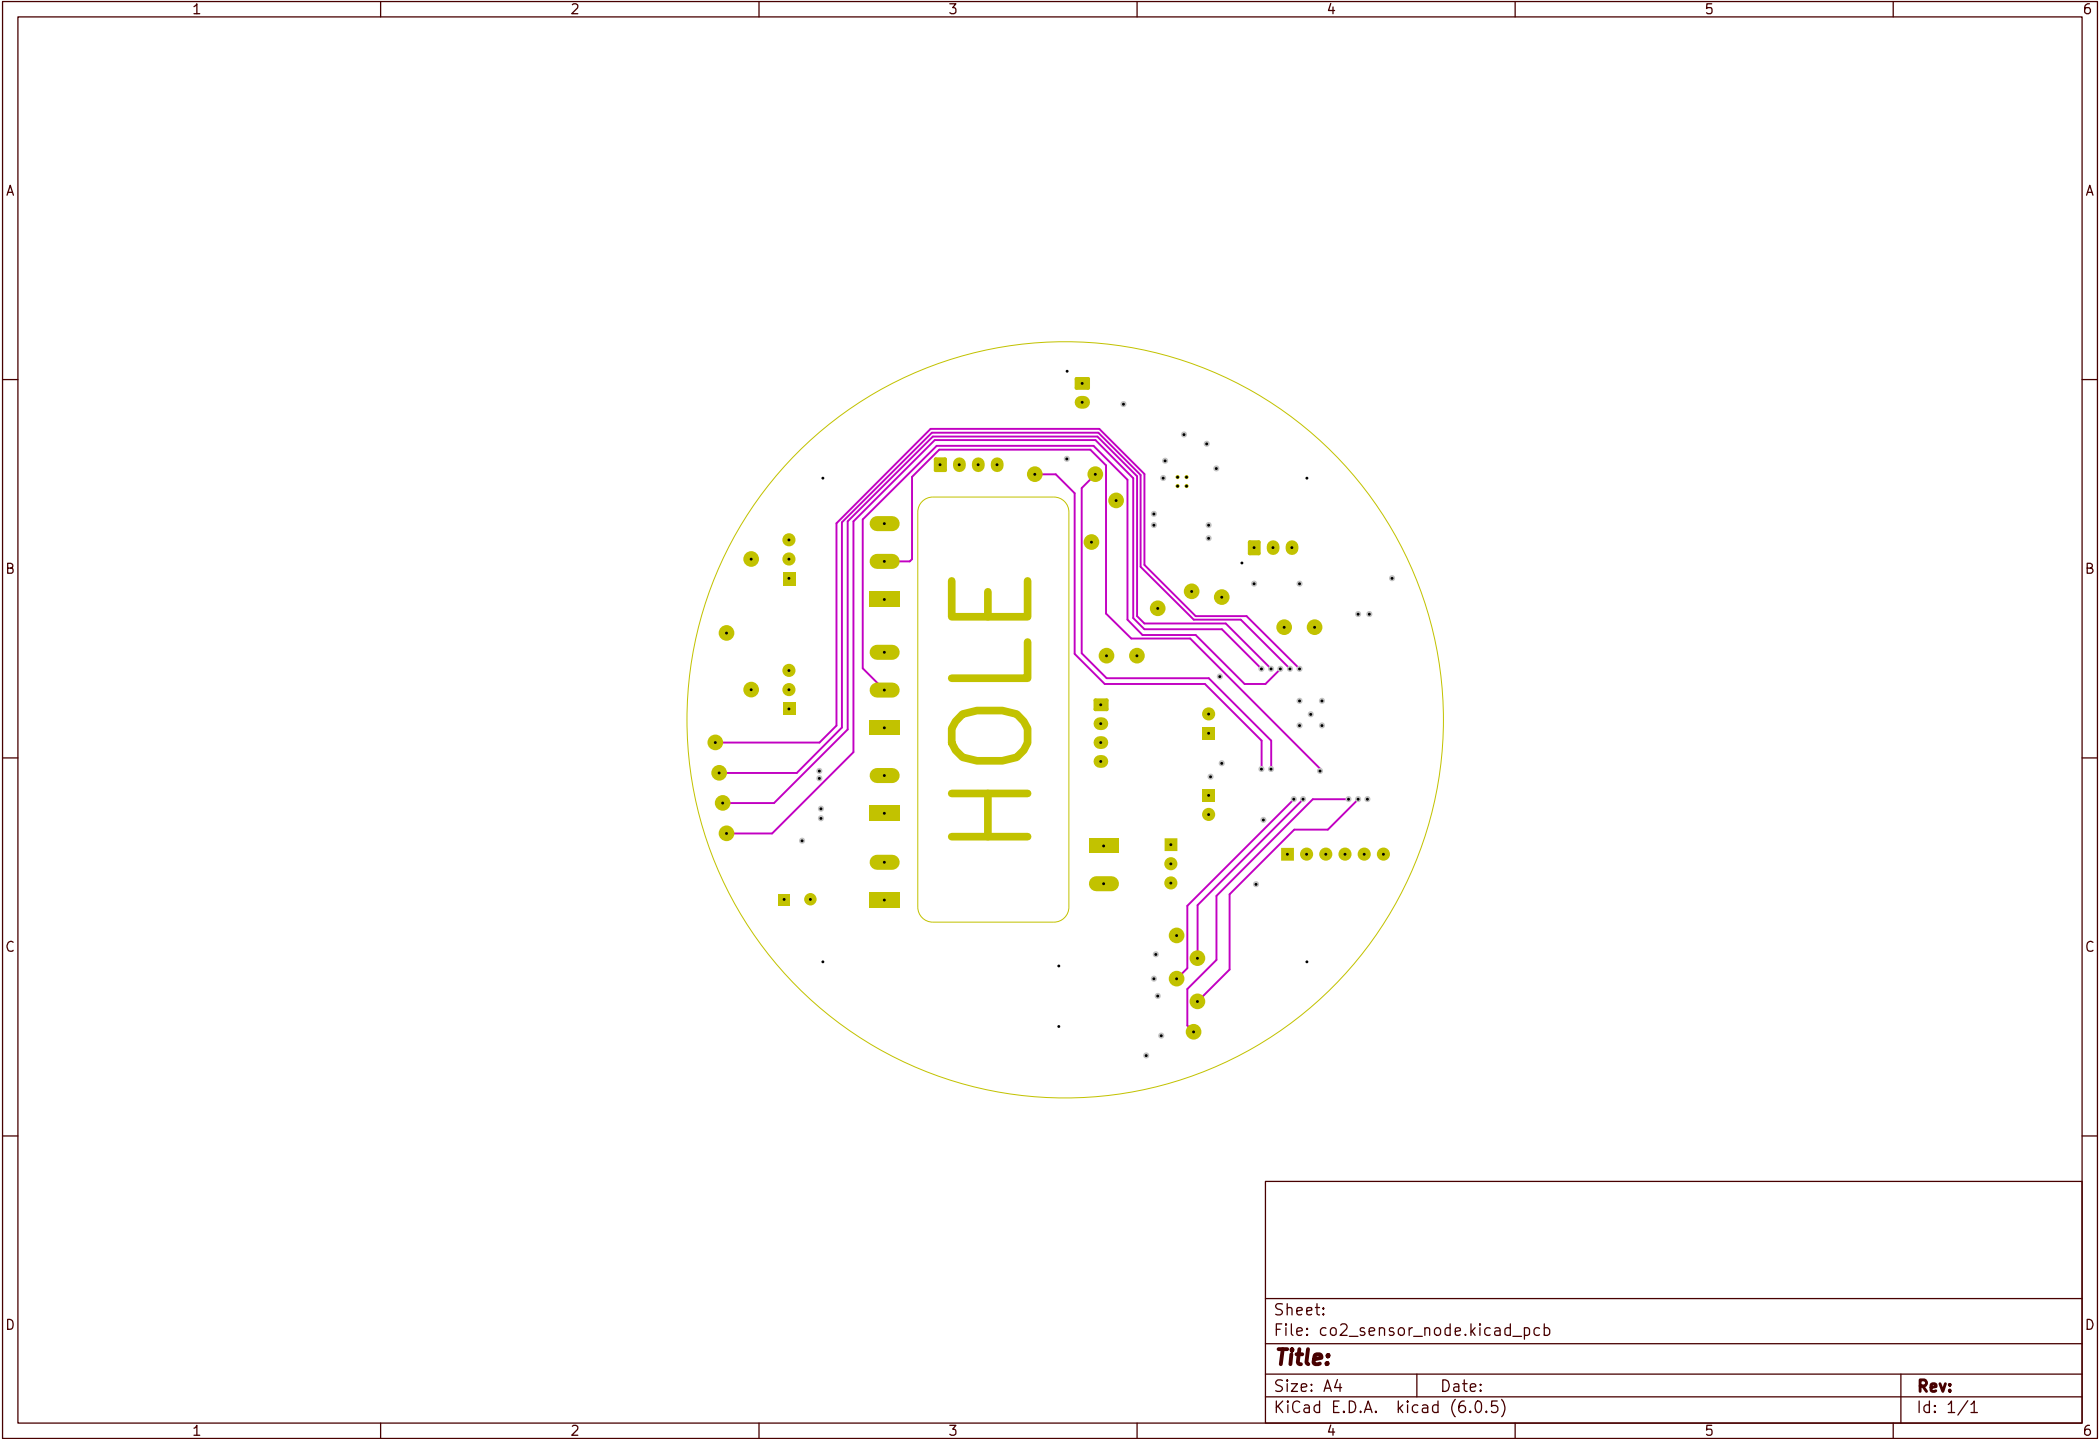 1 2 3 4 5 6
A A
B B
HOLE
C C
D D
Sheet:
File: co2_sensor_node.kicad_pcb
Title:
Size: A4 Date: Rev:
KiCad E.D.A. kicad (6.0.5) Id: 1/1
1 2 3 4 5 6